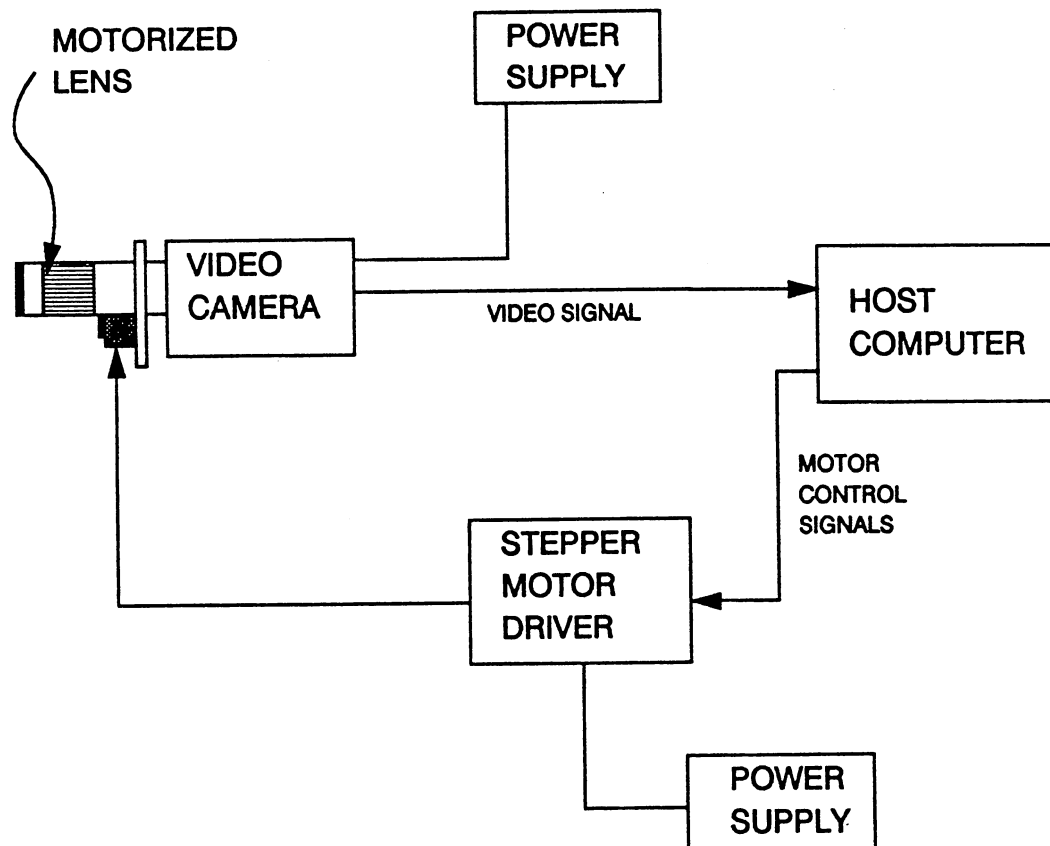 MOTORIZED
LENS
POWER
SUPPLY
VIDEO
CAMERA
VIDEO SIGNAL
HOST
COMPUTER
MOTOR
CONTROL
SIGNALS
STEPPER
MOTOR
DRIVER
POWER
SUPPLY